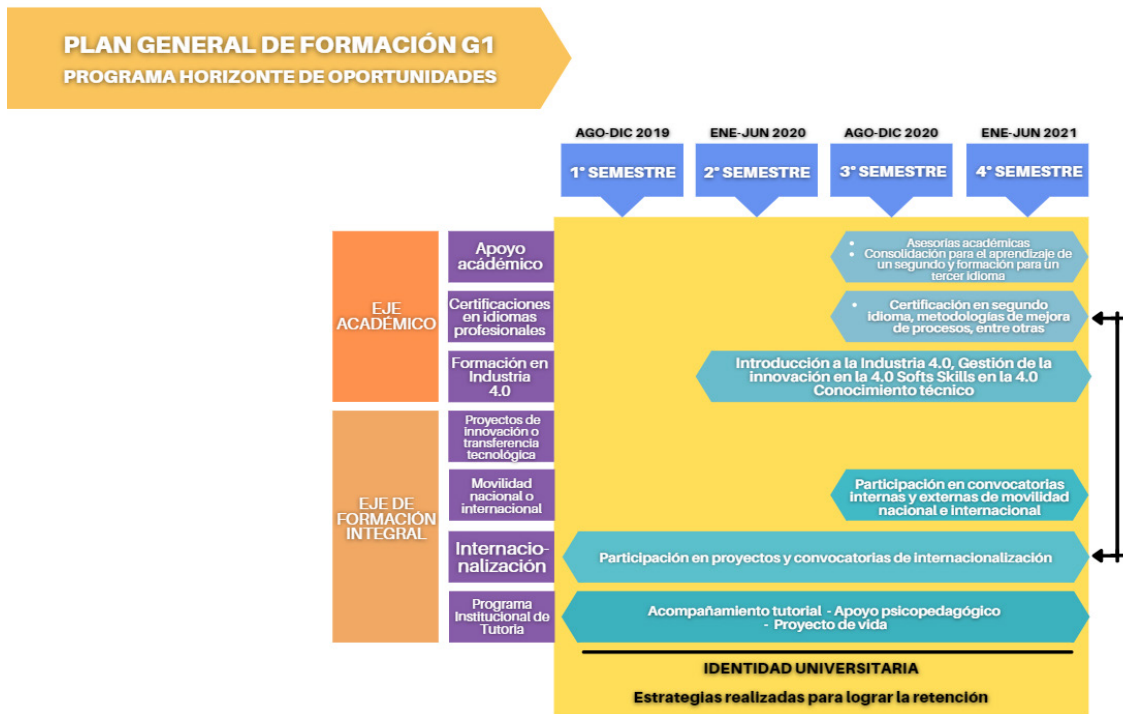 PLAN GENERAL DE FORMACIÓN G1
PROGRAMA HORIZONTE DE OPORTUNIDADES
AGO-DIC 2019
ENE-JUN 2020
AGO-DIC 2020
ENE-JUN 2021
1° SEMESTRE
2° SEMESTRE
3° SEMESTRE
4° SEMESTRE
EJE
ACADÉMICO
Apoyo
acádémico
• Asesorías académicas
• Consolidación para el aprendizaje de
un segundo y formación para un
tercer idioma
Certificaciones
en idiomas
profesionales
• Certificación en segundo
idioma, metodologías de mejora
de procesos, entre otras
Formación en
Industria
4.0
Introducción a la Industria 4.0, Gestión de la
innovación en la 4.0 Softs Skills en la 4.0
Conocimiento técnico
EJE DE
FORMACIÓN
INTEGRAL
Proyectos de
innovación o
transferencia
tecnológica
Movilidad
nacional o
internacional
Participación en convocatorias
internas y externas de movilidad
nacional e internacional
Internacio-
nalización
Participación en proyectos y convocatorias de internacionalización
Programa
Institucional de
Tutoria
Acompañamiento tutorial - Apoyo psicopedagógico
- Proyecto de vida
IDENTIDAD UNIVERSITARIA
Estrategias realizadas para lograr la retención